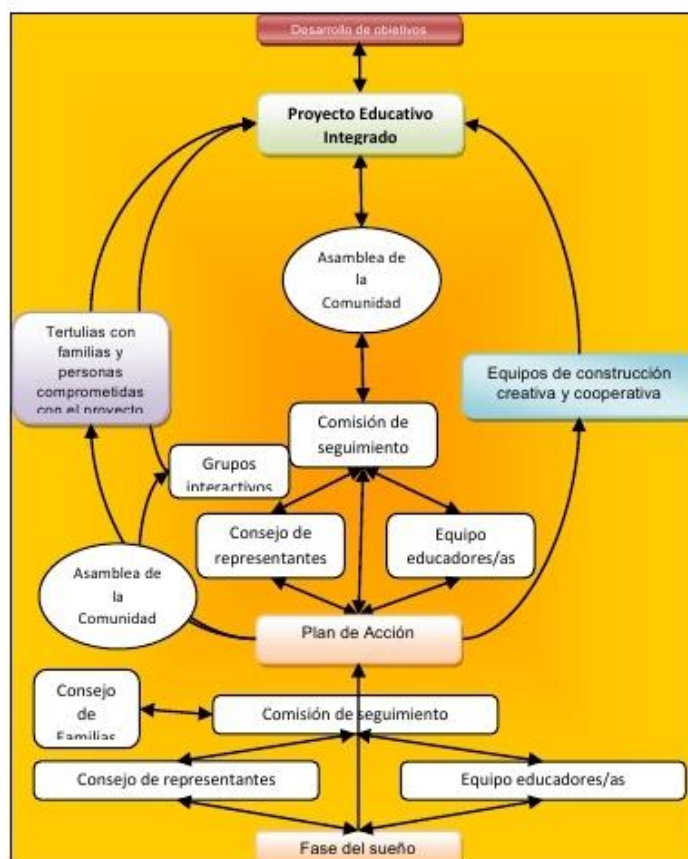 Desarrollo de objetivos
Proyecto Educativo
Integrado
Asamblea de
la
Comunidad
Tertulias con
familias y
personas
comprometidas
con el proyecto
Equipos de construcción
creativa y cooperativa
Comisión de
seguimiento
Grupos
interactivos
Consejo de
representantes
Equipo
educadores/as
Asamblea de
la
Comunidad
Plan de Acción
Consejo
de
Familias
Comisión de seguimiento
Consejo de representantes
Equipo educadores/as
Fase del sueño